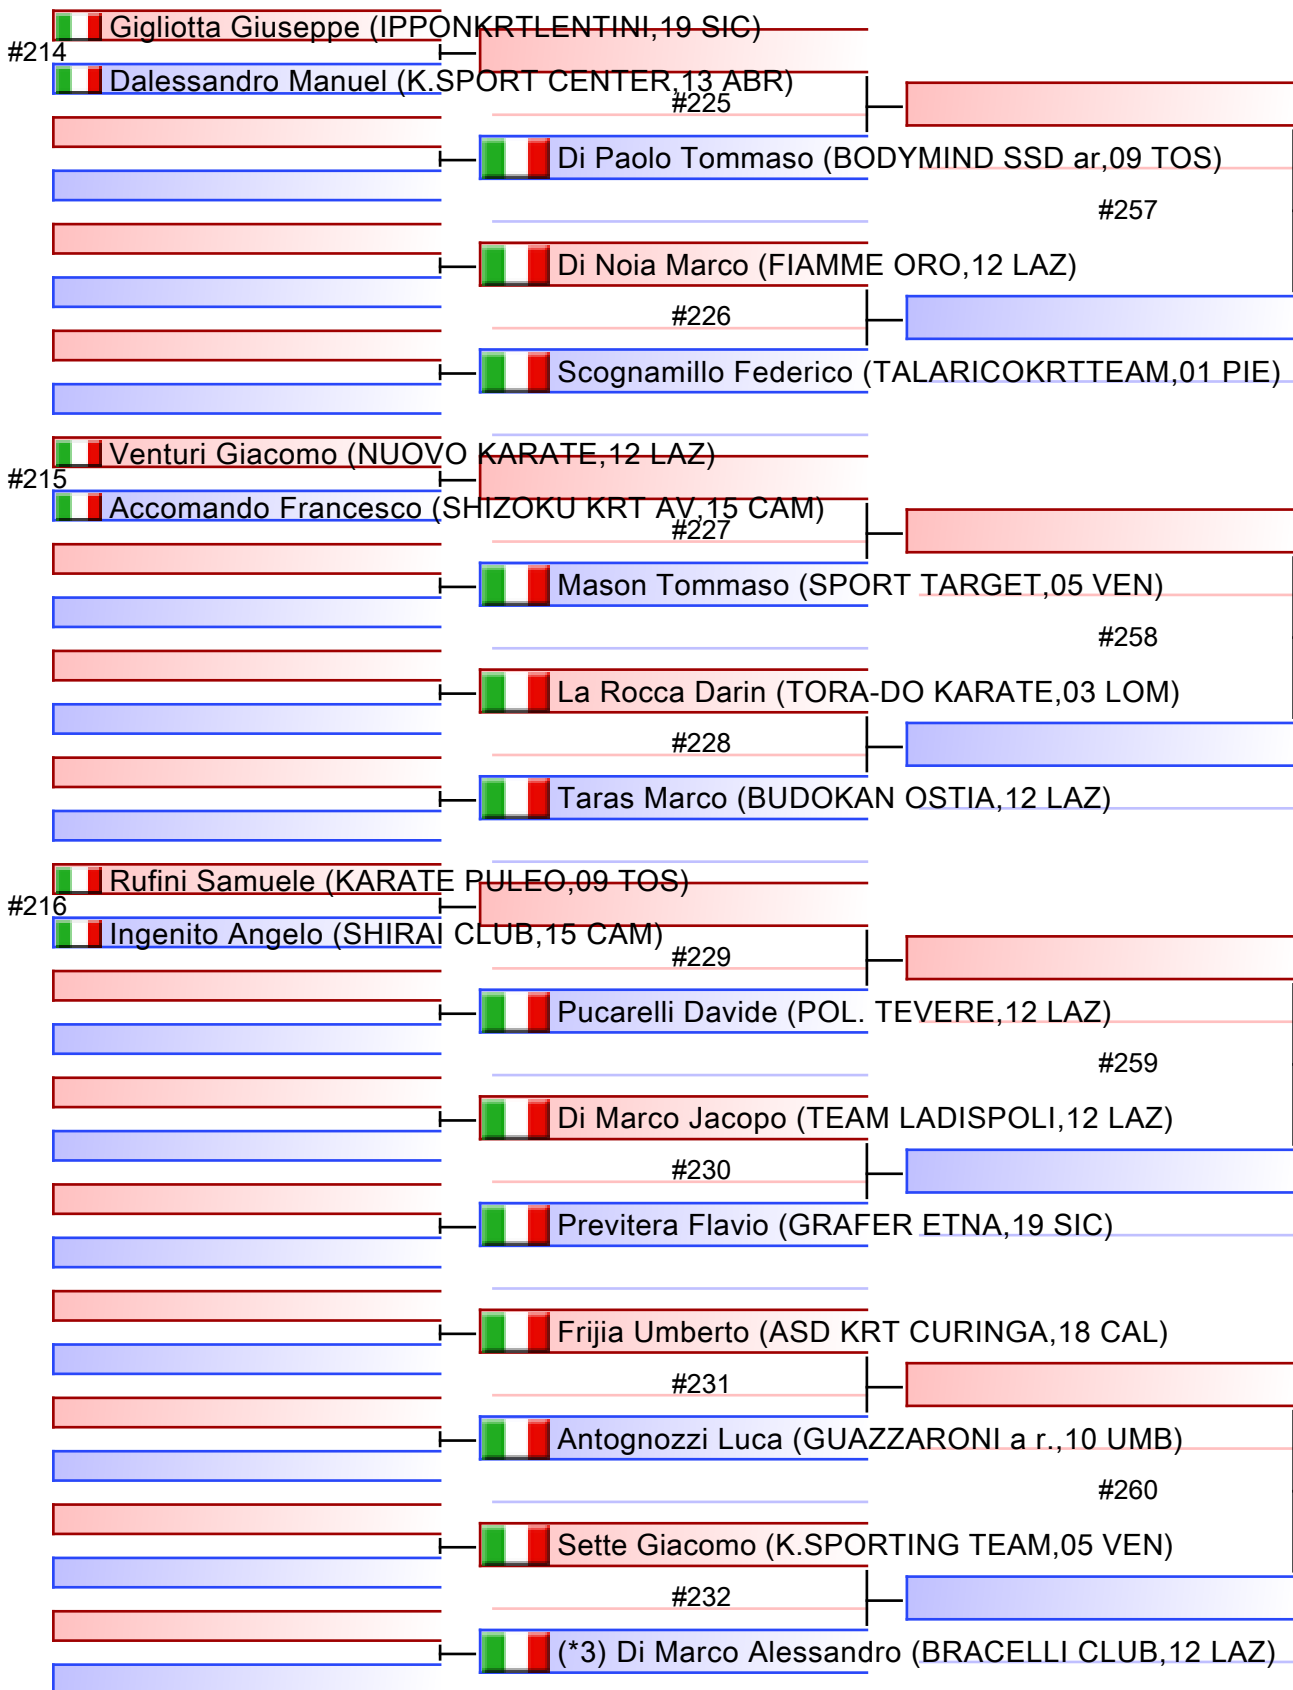 Gigliotta Giuseppe (IPPONKRTLENTINI,19 SIC)
#214
Dalessandro Manuel (K.SPORT CENTER,13 ABR)
#225
Di Paolo Tommaso (BODYMIND SSD ar,09 TOS)
#257
Di Noia Marco (FIAMME ORO,12 LAZ)
#226
Scognamillo Federico (TALARICOKRTTEAM,01 PIE)
Venturi Giacomo (NUOVO KARATE,12 LAZ)
#215
Accomando Francesco (SHIZOKU KRT AV,15 CAM)
#227
Mason Tommaso (SPORT TARGET,05 VEN)
#258
La Rocca Darin (TORA-DO KARATE,03 LOM)
#228
Taras Marco (BUDOKAN OSTIA,12 LAZ)
Rufini Samuele (KARATE PULEO,09 TOS)
#216
Ingenito Angelo (SHIRAI CLUB,15 CAM)
#229
Pucarelli Davide (POL. TEVERE,12 LAZ)
#259
Di Marco Jacopo (TEAM LADISPOLI,12 LAZ)
#230
Previtera Flavio (GRAFER ETNA,19 SIC)
Frijia Umberto (ASD KRT CURINGA,18 CAL)
#231
Antognozzi Luca (GUAZZARONI a r.,10 UMB)
#260
Sette Giacomo (K.SPORTING TEAM,05 VEN)
#232
(*3) Di Marco Alessandro (BRACELLI CLUB,12 LAZ)